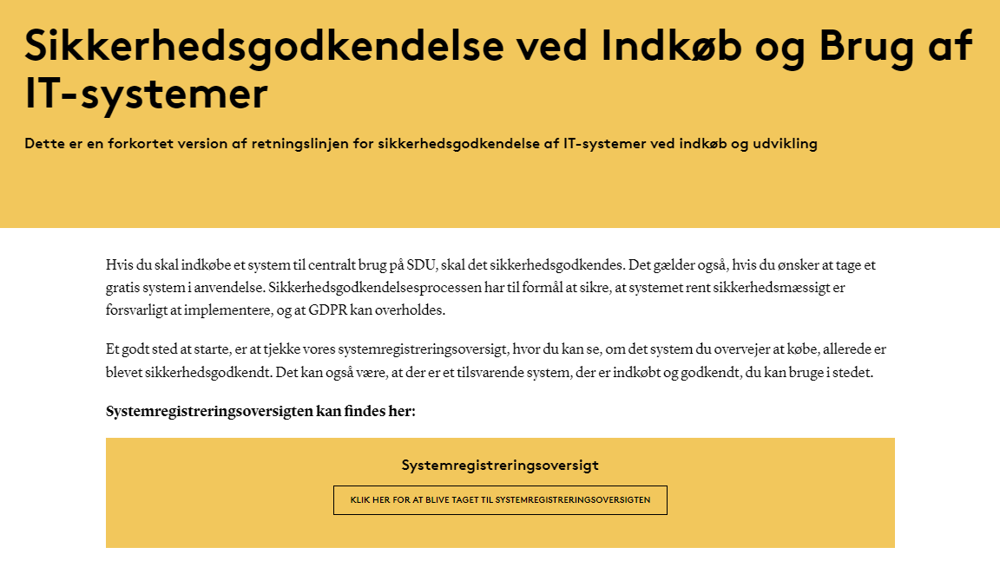 Sikkerhedsgodkendelse ved Indkøb og Brug af
IT-systemer
Dette er en forkortet version af retningslinjen for sikkerhedsgodkendelse af IT-systemer ved indkøb og udvikling
Hvis du skal indkøbe et system til centralt brug på SDU, skal det sikkerhedsgodkendes. Det gælder også, hvis du ønsker at tage et
gratis system i anvendelse. Sikkerhedsgodkendelsesprocessen har til formål at sikre, at systemet rent sikkerhedsmæssigt er
forsvarligt at implementere, og at GDPR kan overholdes.
Et godt sted at starte, er at tjekke vores systemregistreringsoversigt, hvor du kan se, om det system du overvejer at købe, allerede er
blevet sikkerhedsgodkendt. Det kan også være, at der er et tilsvarende system, der er indkøbt og godkendt, du kan bruge i stedet.
Systemregistreringsoversigten kan findes her:
Systemregistreringsoversigt
KLIK HER FOR AT BLIVE TAGET TIL SYSTEMREGISTRERINGSOVERSIGTEN